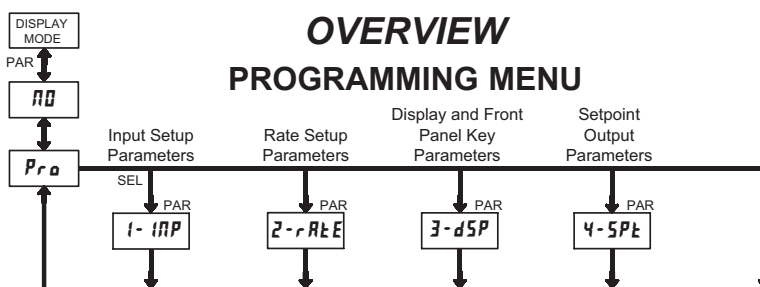 OVERVIEW
PROGRAMMING MENU
DISPLAY
MODE
PAR
NO
Pro
SEL
Input Setup
Parameters
Rate Setup
Parameters
Display and Front
Panel Key
Parameters
Setpoint
Output
Parameters
PAR
PAR
PAR
PAR
1-INP
2-rAtE
3-dSP
4-SPt